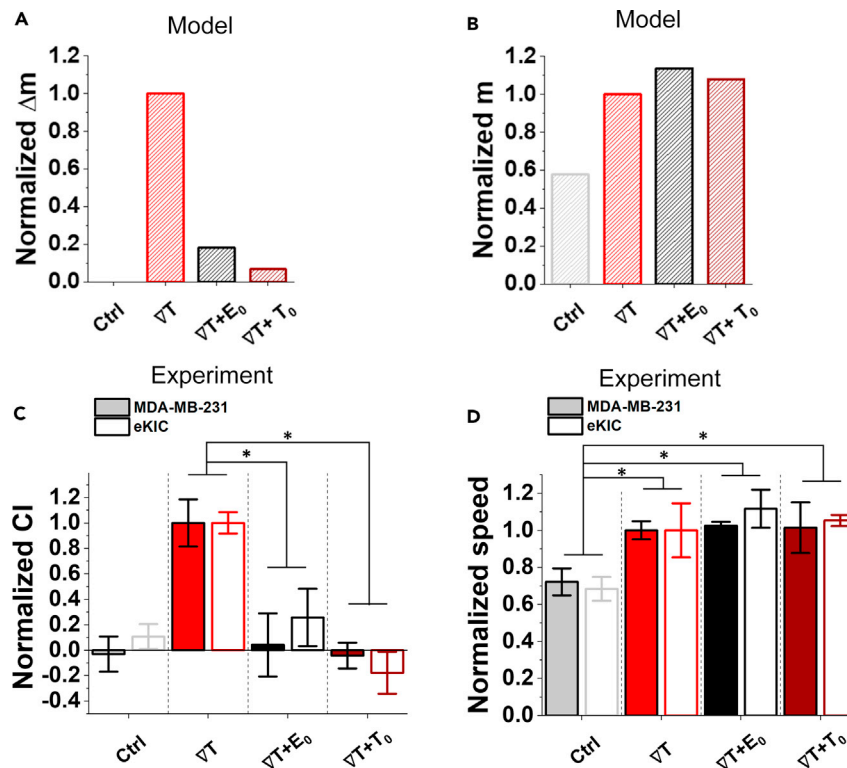 A
Model
Normalized Δm
1.2
1.0
0.8
0.6
0.4
0.2
0.0
Ctrl
∇T
∇T+E₀
∇T+ T₀
B
Model
Normalized m
1.2
1.0
0.8
0.6
0.4
0.2
0.0
Ctrl
∇T
∇T+E₀
∇T+ T₀
C
Experiment
MDA-MB-231
eKIC
*
*
Normalized CI
1.2
1.0
0.8
0.6
0.4
0.2
0.0
-0.2
-0.4
Ctrl
∇T
∇T+E₀
∇T+T₀
D
Experiment
MDA-MB-231
eKIC
*
*
*
Normalized speed
1.2
1.0
0.8
0.6
0.4
0.2
0.0
Ctrl
∇T
∇T+E₀
∇T+T₀